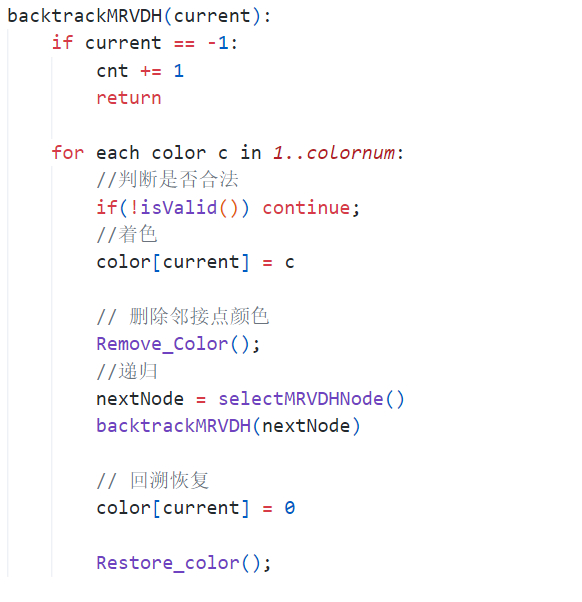 backtrackMRVDH(current):
    if current == -1:
        cnt += 1
        return

    for each color c in 1..colornum:
        //判断是否合法
        if(!isValid()) continue;
        //着色
        color[current] = c

        // 删除邻接点颜色
        Remove_Color();
        //递归
        nextNode = selectMRVDHNode()
        backtrackMRVDH(nextNode)

        // 回溯恢复
        color[current] = 0

        Restore_color();